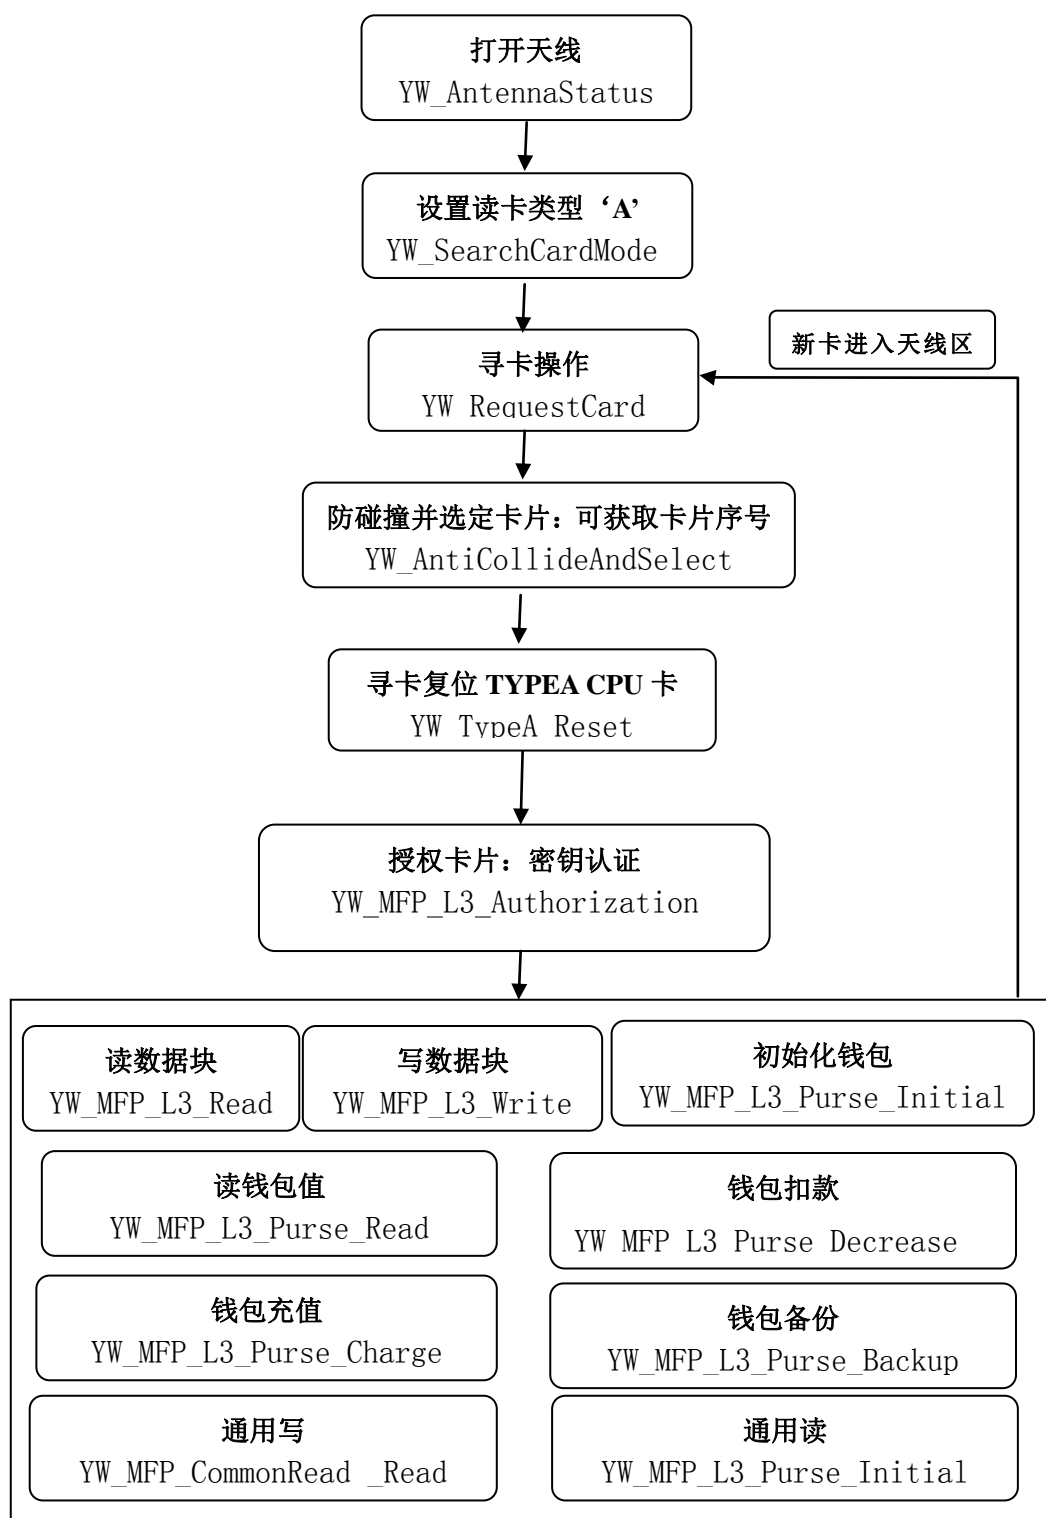 打开天线
YW_AntennaStatus
设置读卡类型‘A’
YW_SearchCardMode
新卡进入天线区
寻卡操作
YW RequestCard
防碰撞并选定卡片：可获取卡片序号
YW_AntiCollideAndSelect
寻卡复位 TYPEA CPU 卡
YW TypeA Reset
授权卡片：密钥认证
YW_MFP_L3_Authorization
读数据块
YW_MFP_L3_Read
写数据块
YW_MFP_L3_Write
初始化钱包
YW_MFP_L3_Purse_Initial
读钱包值
YW_MFP_L3_Purse_Read
钱包扣款
YW MFP L3 Purse Decrease
钱包充值
YW_MFP_L3_Purse_Charge
钱包备份
YW_MFP_L3_Purse_Backup
通用写
YW_MFP_CommonRead _Read
通用读
YW_MFP_L3_Purse_Initial